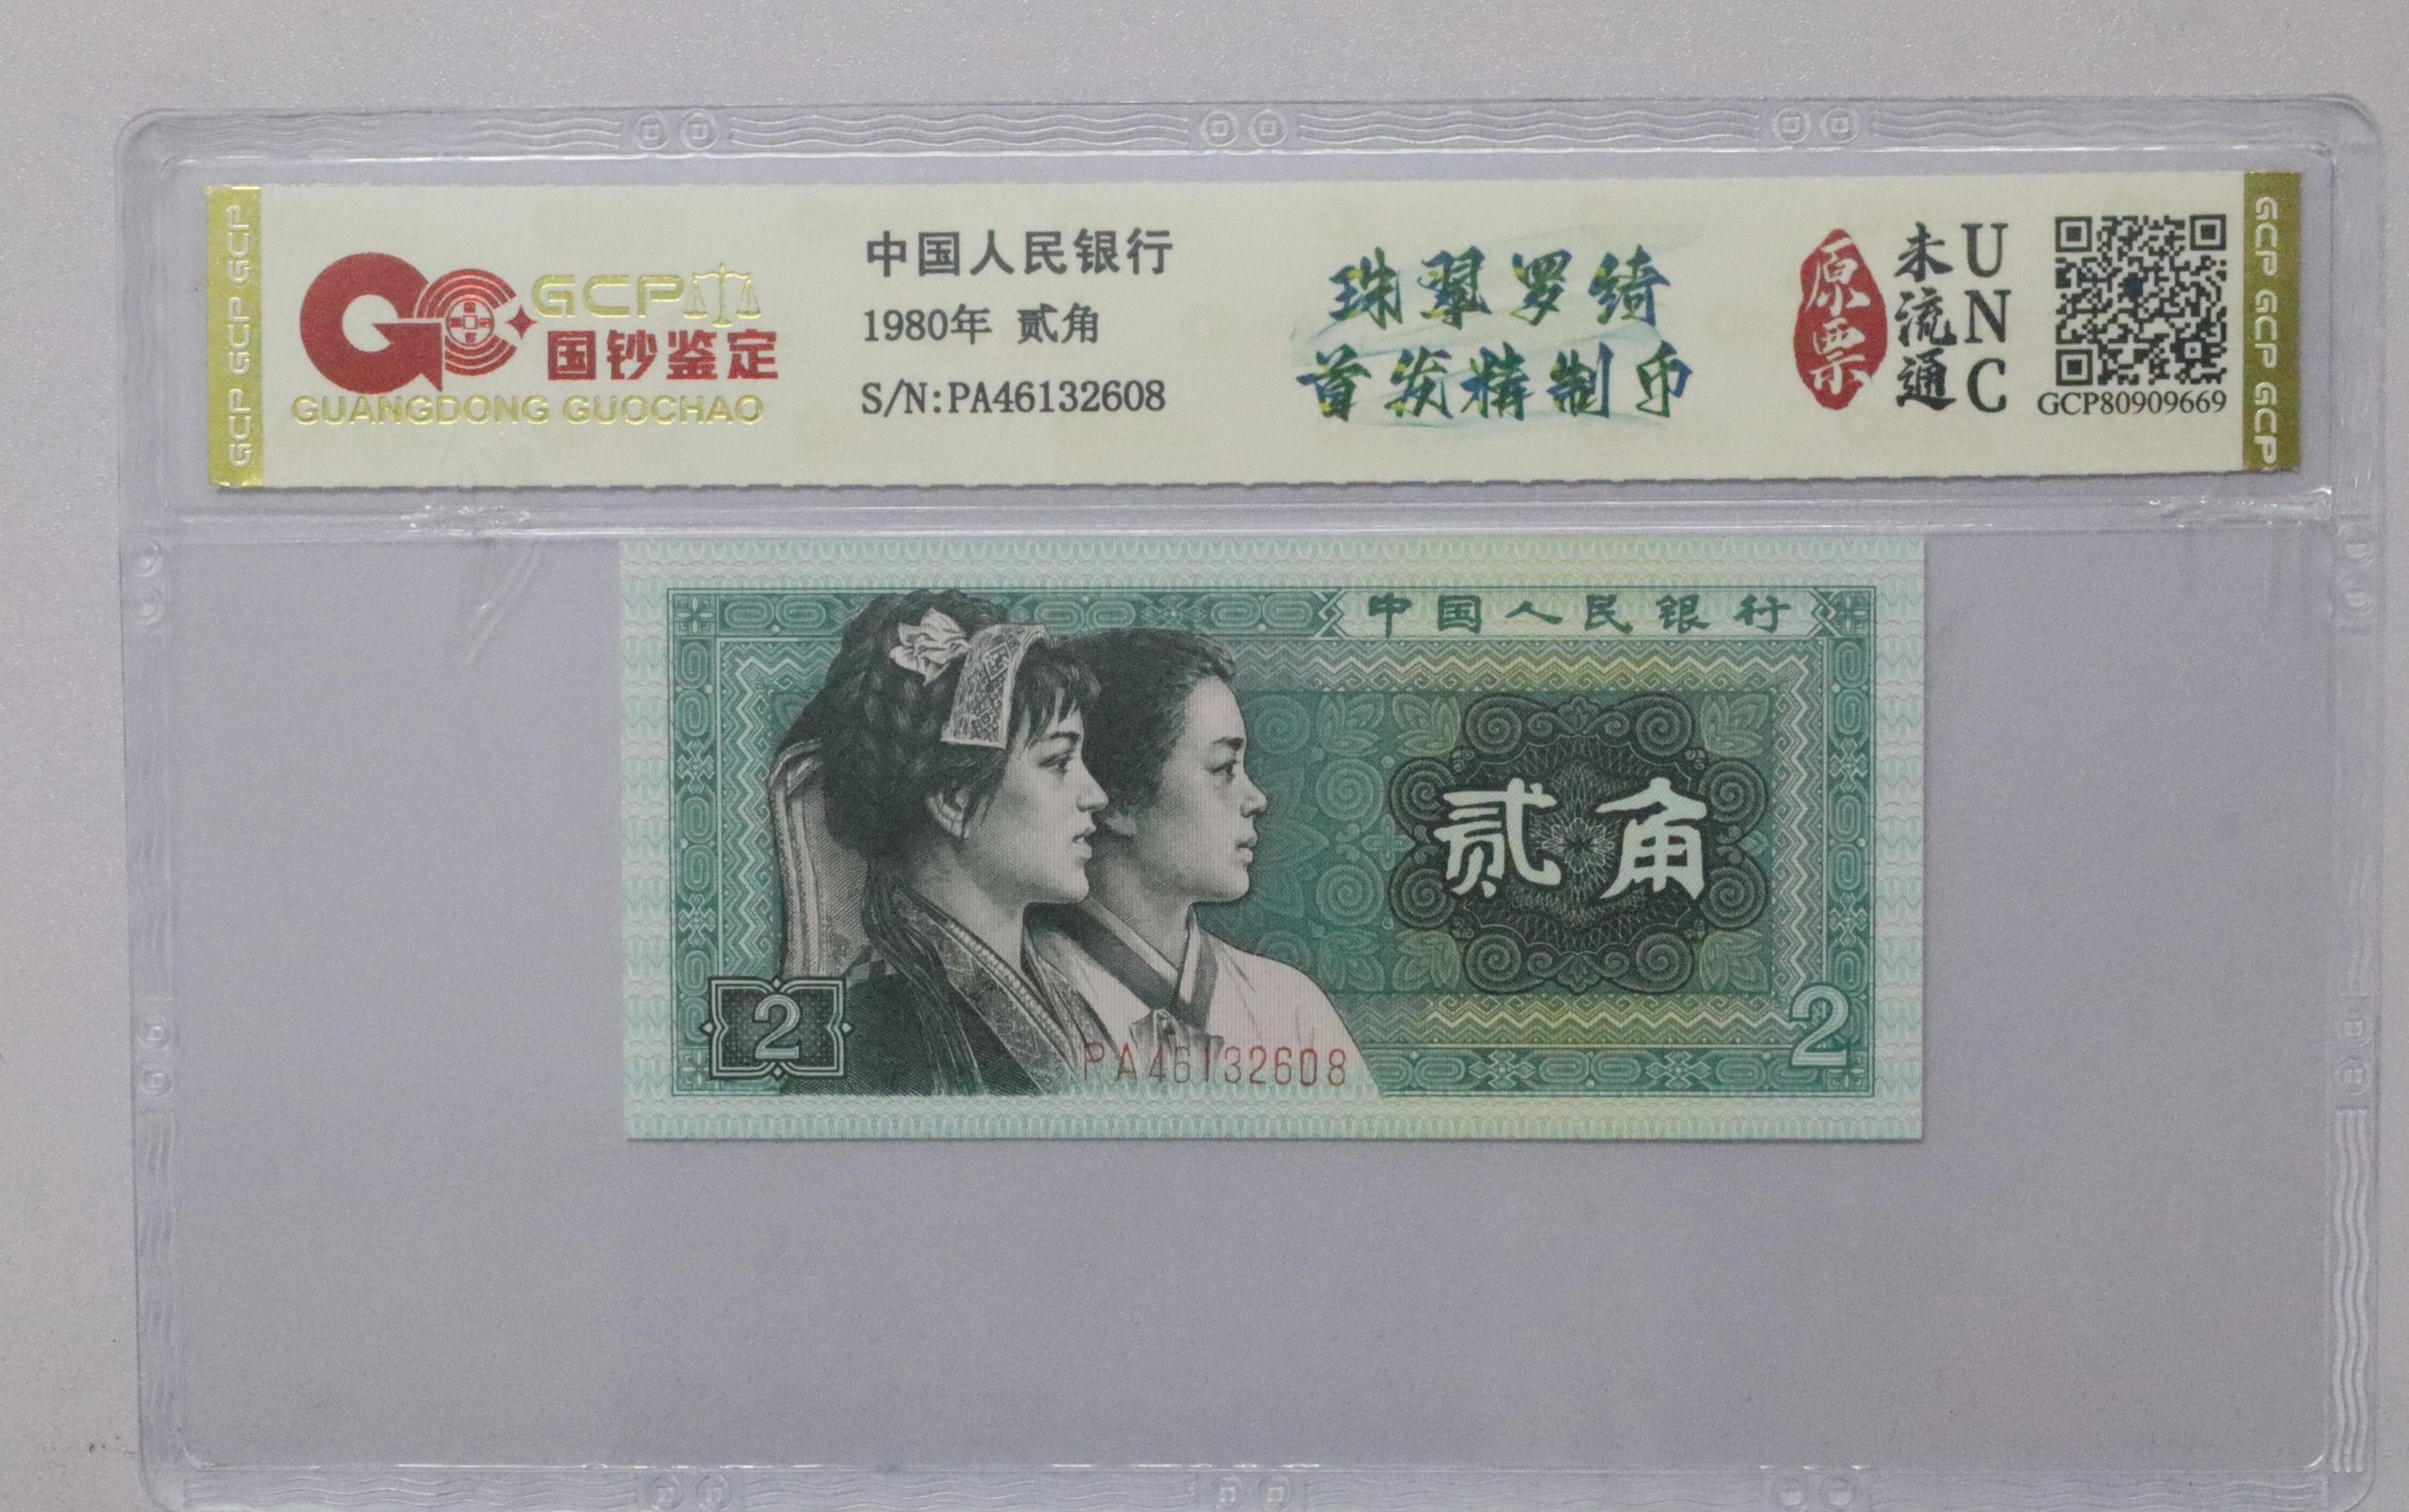 GCP GCP GCP
GCP
国钞鉴定
GUANGDONG GUOCHAO
中国人民银行
1980年 贰角
S/N:PA46132608
珠翠罗绮
首发精制币
原票
未流通
UNC
GCP80909669
GCP GCP GCP
中国人民银行
贰角
2
2
PA46132608